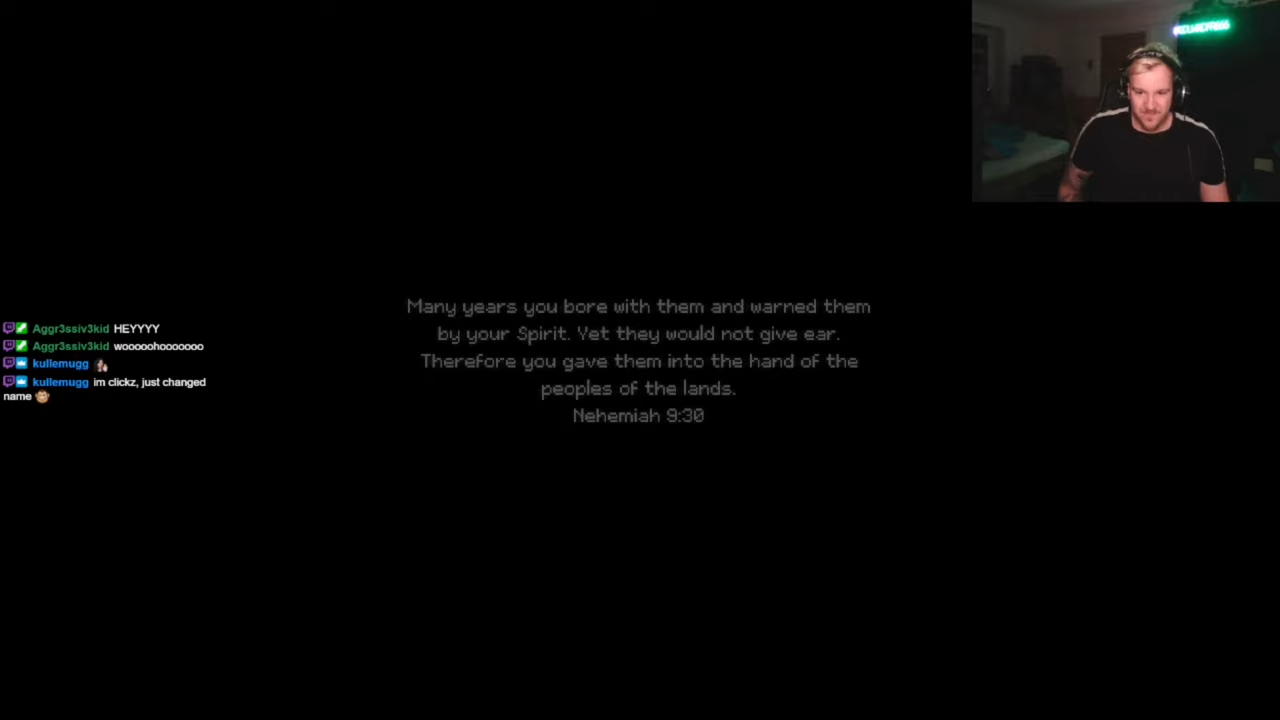 Many years you bore with them and warned them
by your Spirit. Yet they would not give ear.
Therefore you gave them into the hand of the
peoples of the lands.
Nehemiah 9:30
Aggr3ssiv3kid HEYYYY
Aggr3ssiv3kid wooooohooooooo
kullemugg
kullemugg im clickz, just changed
name